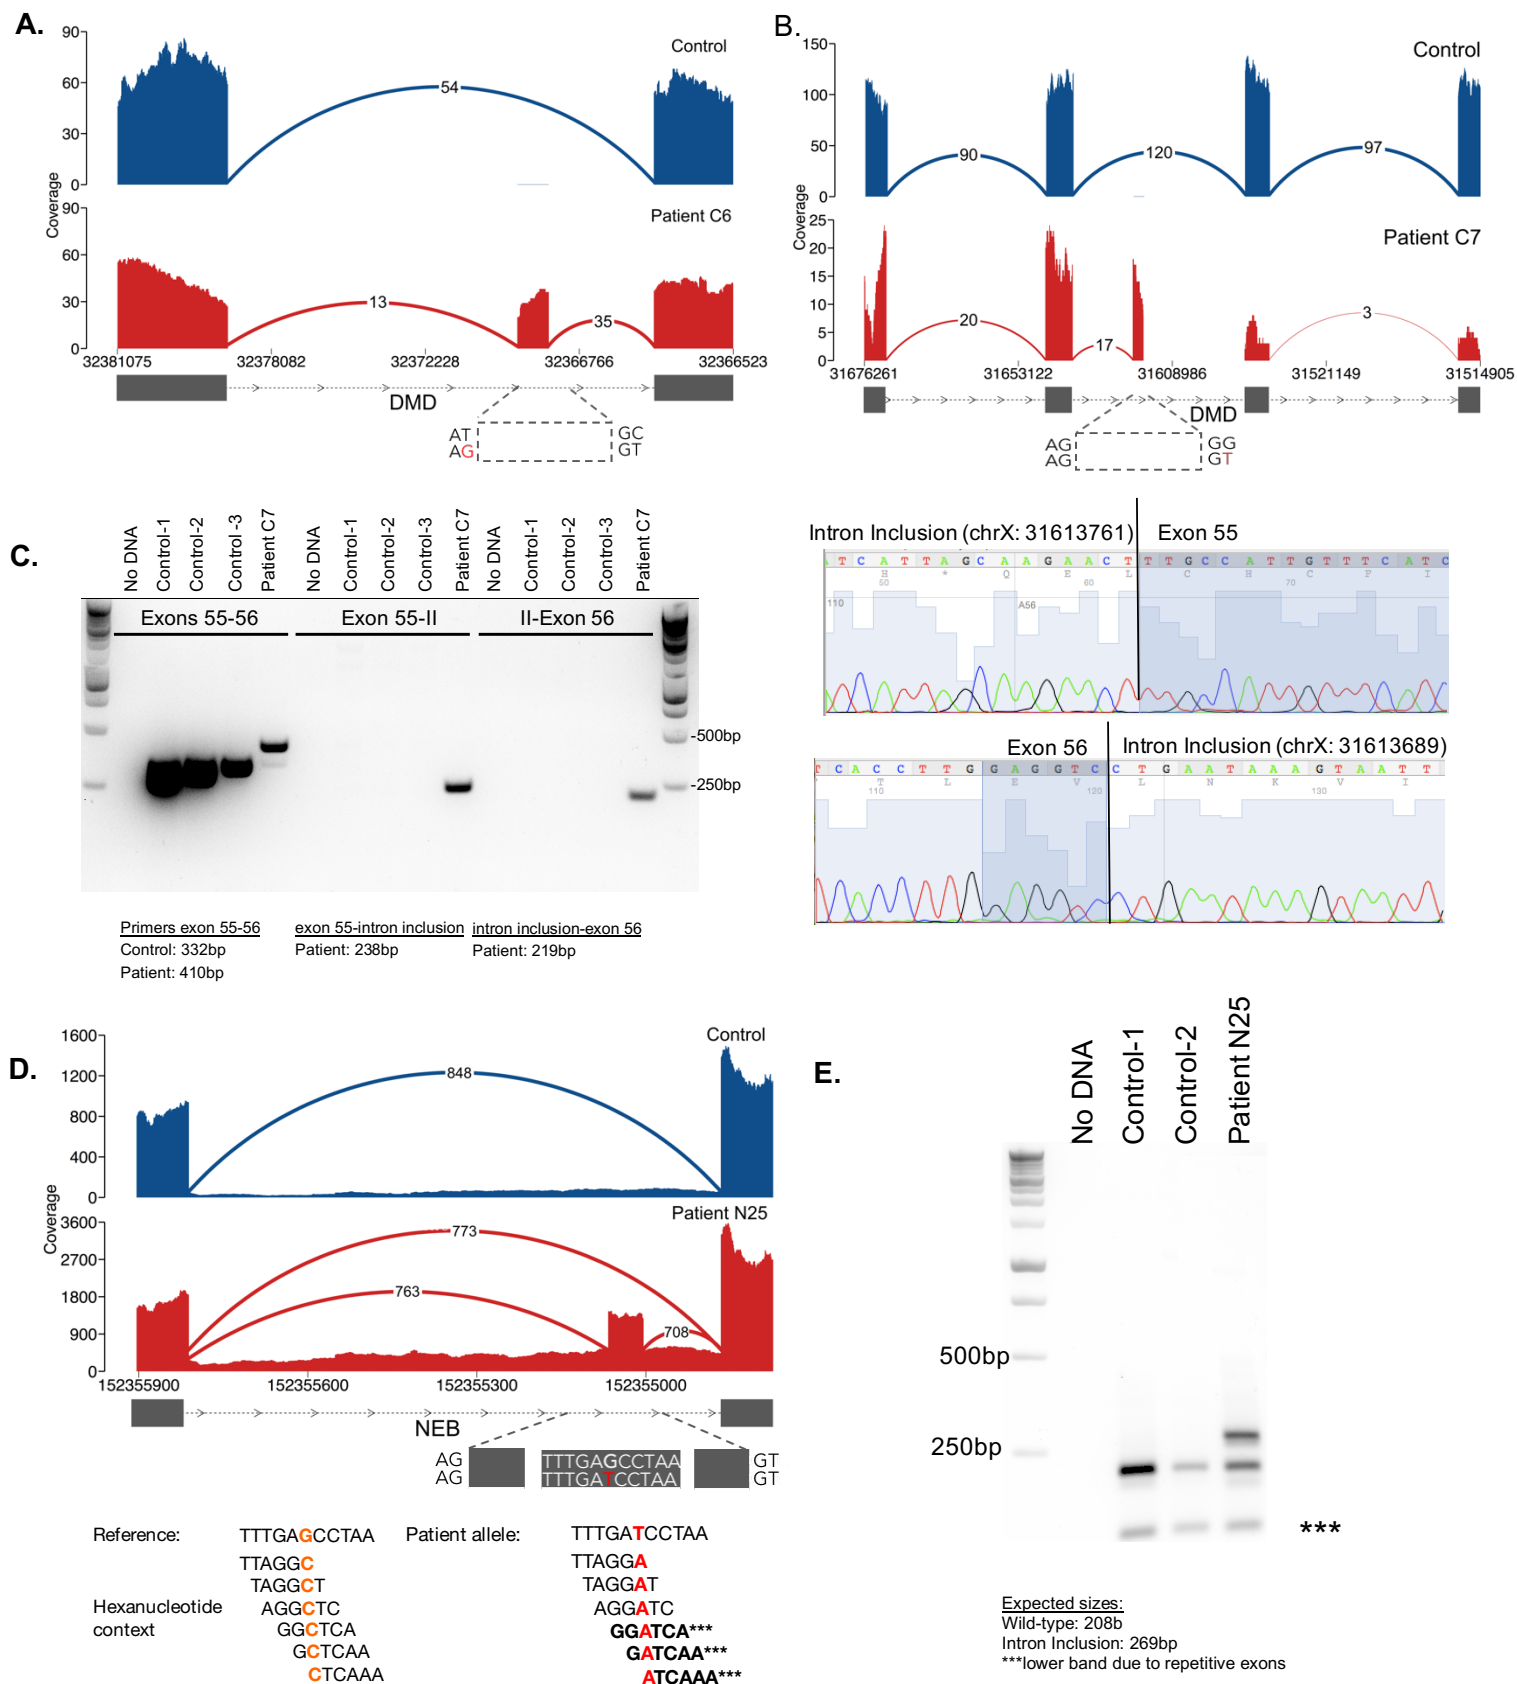 A.
90
60
30
0
Control
54
Coverage
90
60
30
0
Patient C6
13
35
32381075
32378082
32372228
32366766
32366523
DMD
AT
AG
GC
GT
B.
150
100
50
0
Control
90
120
97
Coverage
25
20
15
10
5
0
Patient C7
20
17
3
31676261
31653122
31608986
31521149
31514905
DMD
AG
AG
GG
GT
C.
No DNA
Control-1
Control-2
Control-3
Patient C7
No DNA
Control-1
Control-2
Control-3
Patient C7
No DNA
Control-1
Control-2
Control-3
Patient C7
Exons 55-56
Exon 55-II
II-Exon 56
-500bp
-250bp
Primers exon 55-56
Control: 332bp
Patient: 410bp
exon 55-intron inclusion
Patient: 238bp
intron inclusion-exon 56
Patient: 219bp
Intron Inclusion (chrX: 31613761)
Exon 55
T C A T T A G C A A G A A C T T T G C C A T T G T T T C A T C
H * Q E L C H C F I
50 60 70
110
A56
Exon 56
Intron Inclusion (chrX: 31613689)
T C A C C T T G G A G G T C C T G A A T A A A G T A A T T
T L E V L N K V I
110 120 130
D.
1600
1200
800
400
0
Control
848
Coverage
3600
2700
1800
900
0
Patient N25
773
763
708
152355900
152355600
152355300
152355000
NEB
AG
AG
TTTGAGCCTAA
TTTGATCCTAA
GT
GT
Reference:
TTTGAGCCTAA
Patient allele:
TTTGATCCTAA
Hexanucleotide
context
TTAGGC
TAGGCT
AGGCTC
GGCTCA
GCTCAA
CTCAAA
TTAGGA
TAGGAT
AGGATC
GGATCA***
GATCAA***
ATCAAA***
E.
No DNA
Control-1
Control-2
Patient N25
500bp
250bp
***
Expected sizes:
Wild-type: 208b
Intron Inclusion: 269bp
***lower band due to repetitive exons